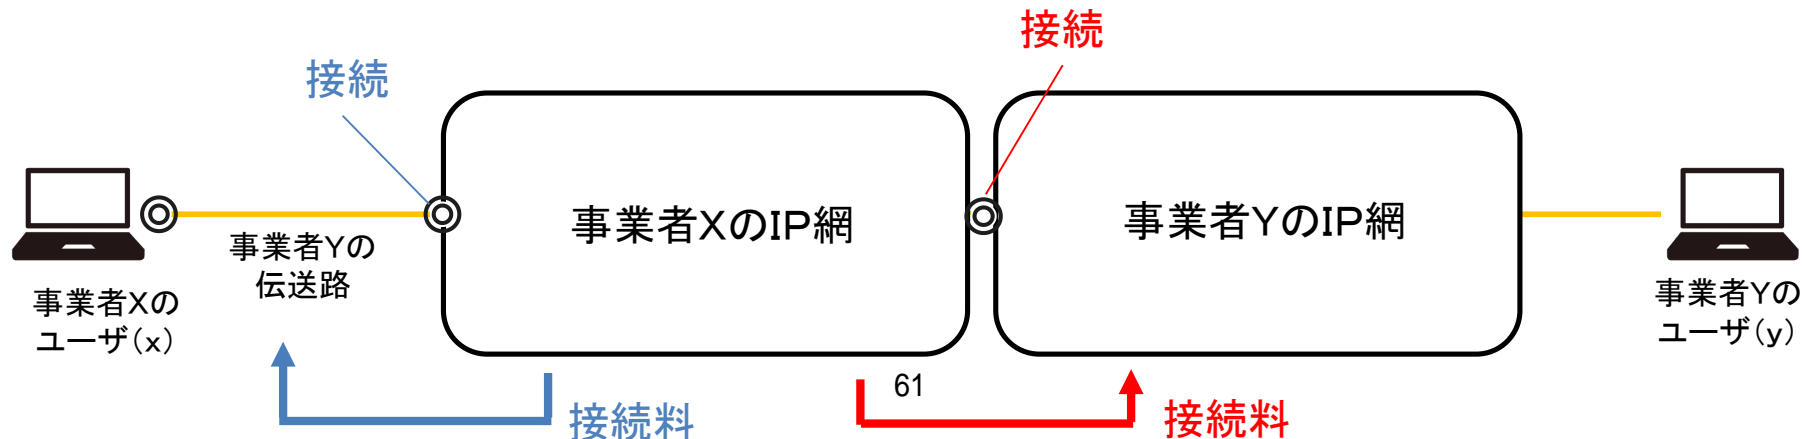 接続
接続
事業者XのIP網
事業者YのIP網
事業者Yの
伝送路
事業者Xの
ユーザ(x)
事業者Yの
ユーザ(y)
61
接続料
接続料